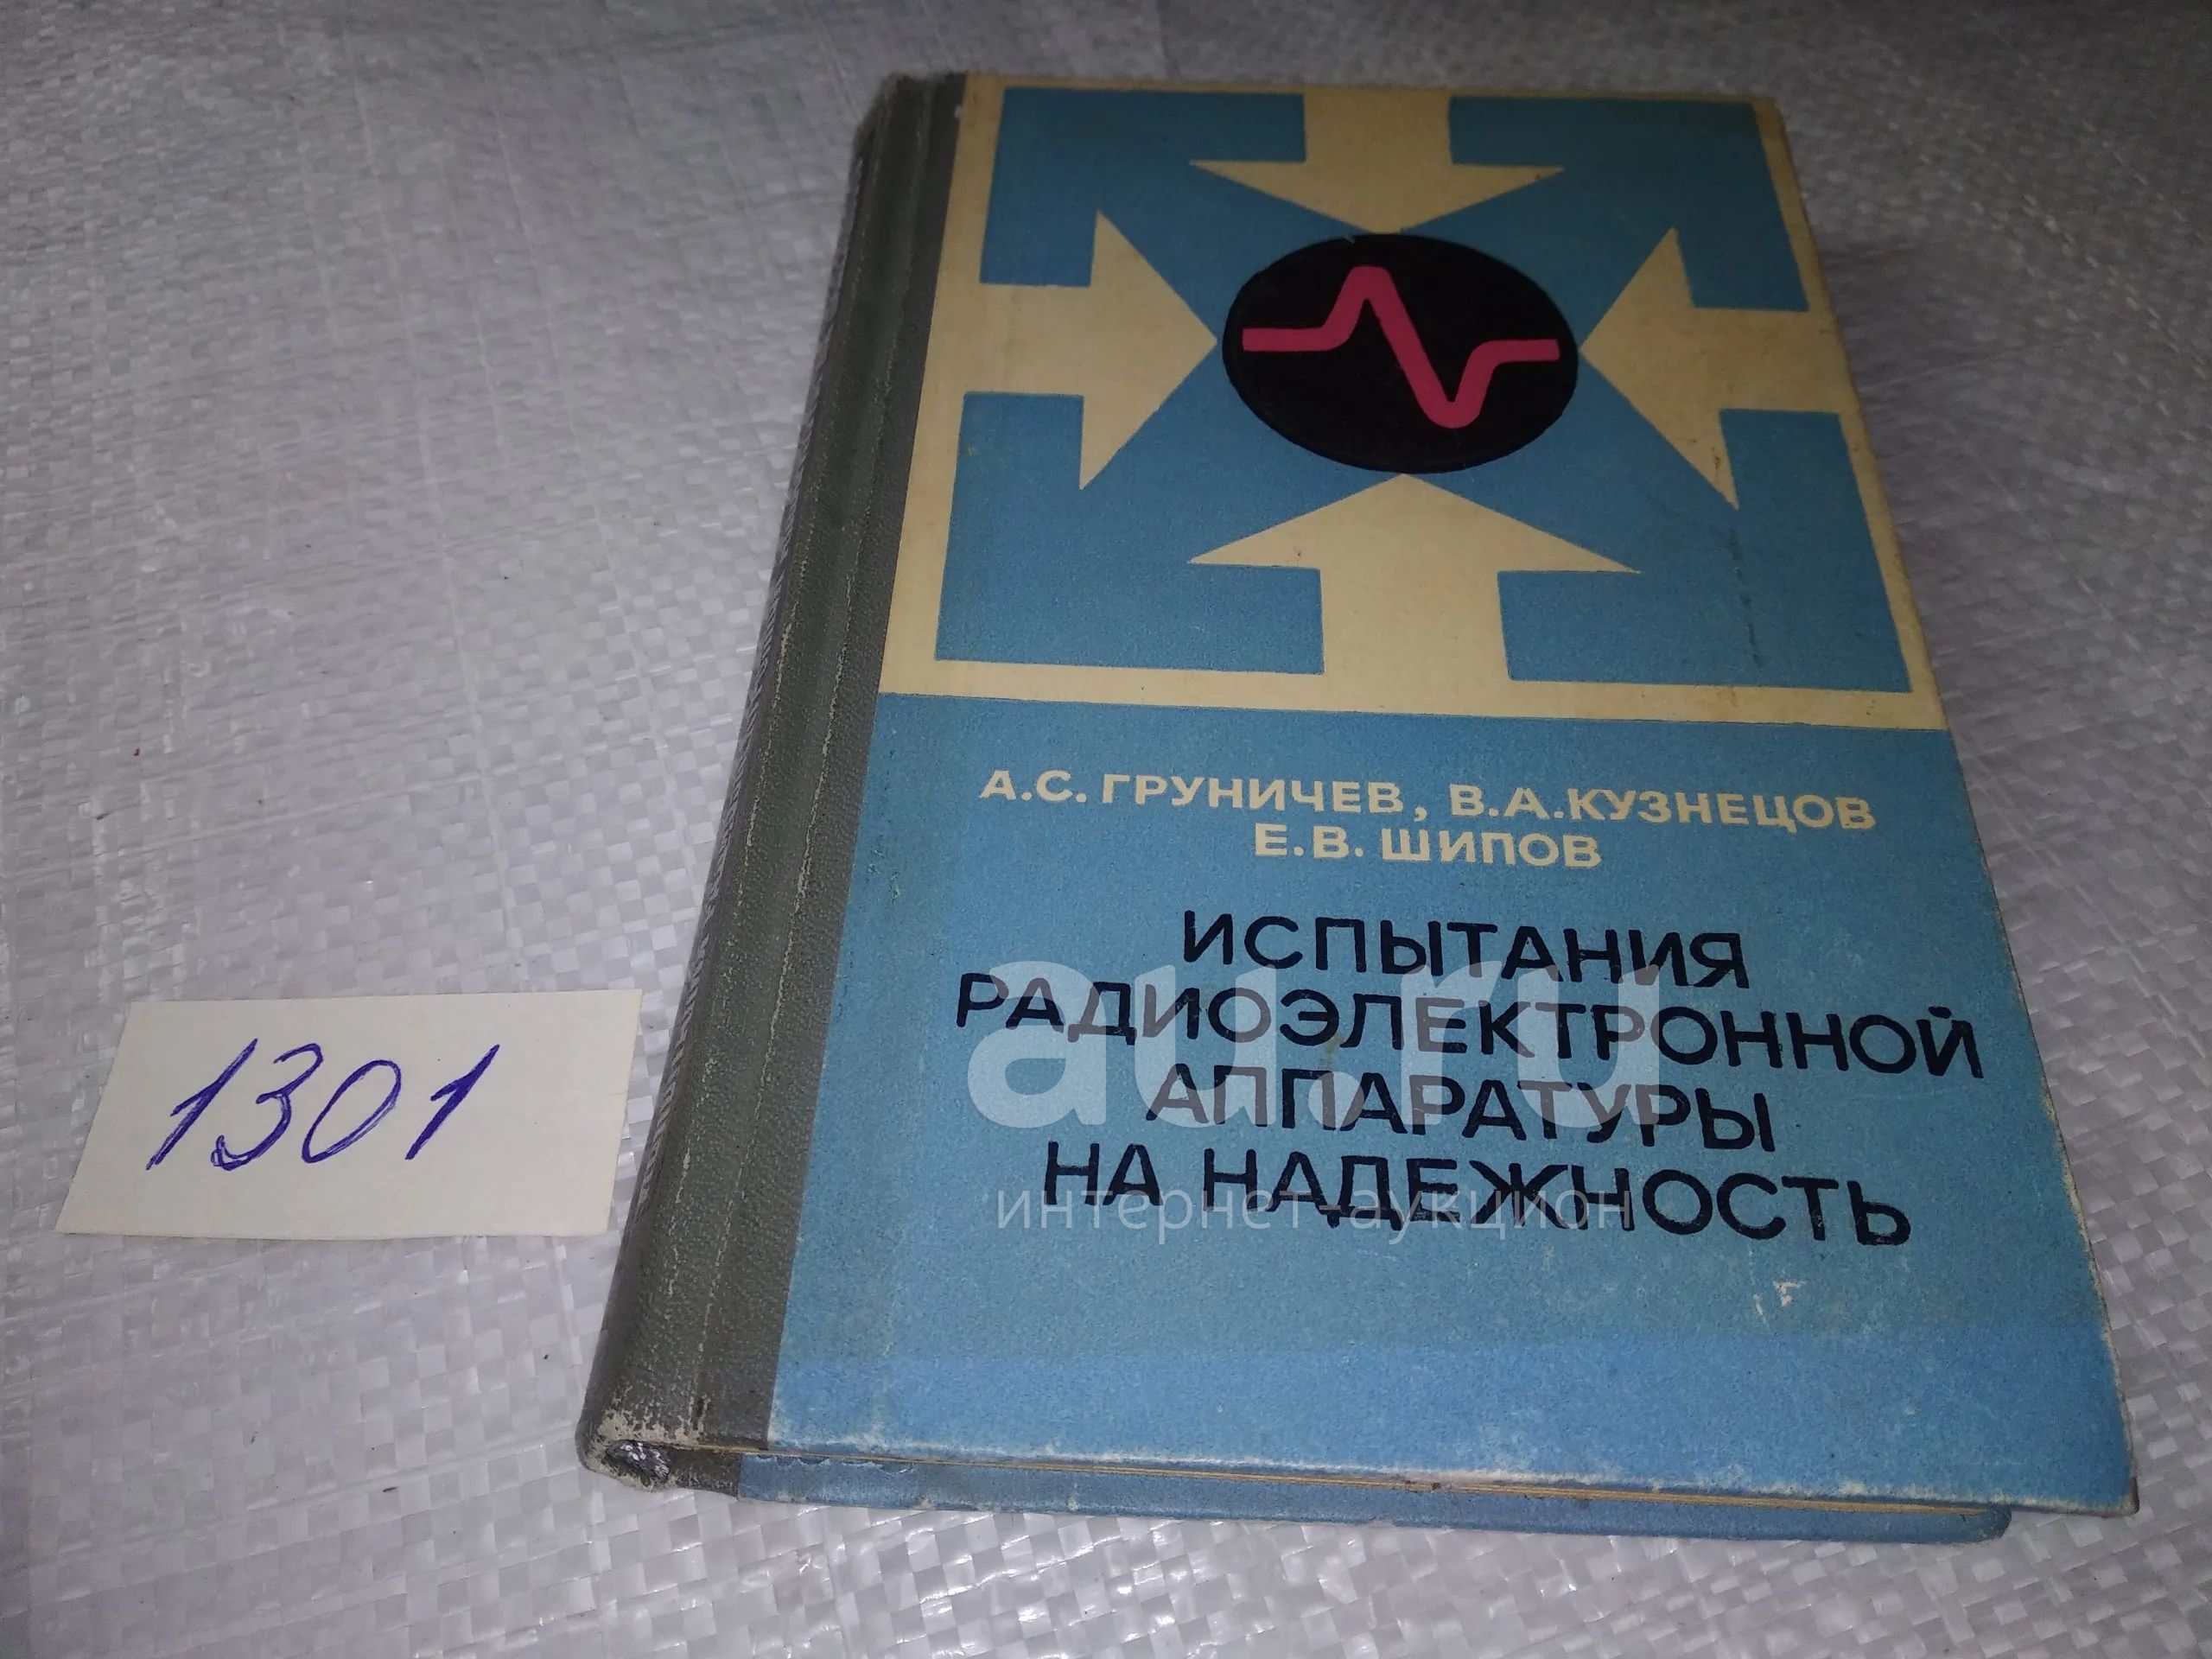 А.С. ГРУНИЧЕВ, В.А. КУЗНЕЦОВ
Е.В. ШИПОВ
ИСПЫТАНИЯ
РАДИОЭЛЕКТРОННОЙ
АППАРАТУРЫ
НА НАДЕЖНОСТЬ
1301
au.ru
интернет-аукцион